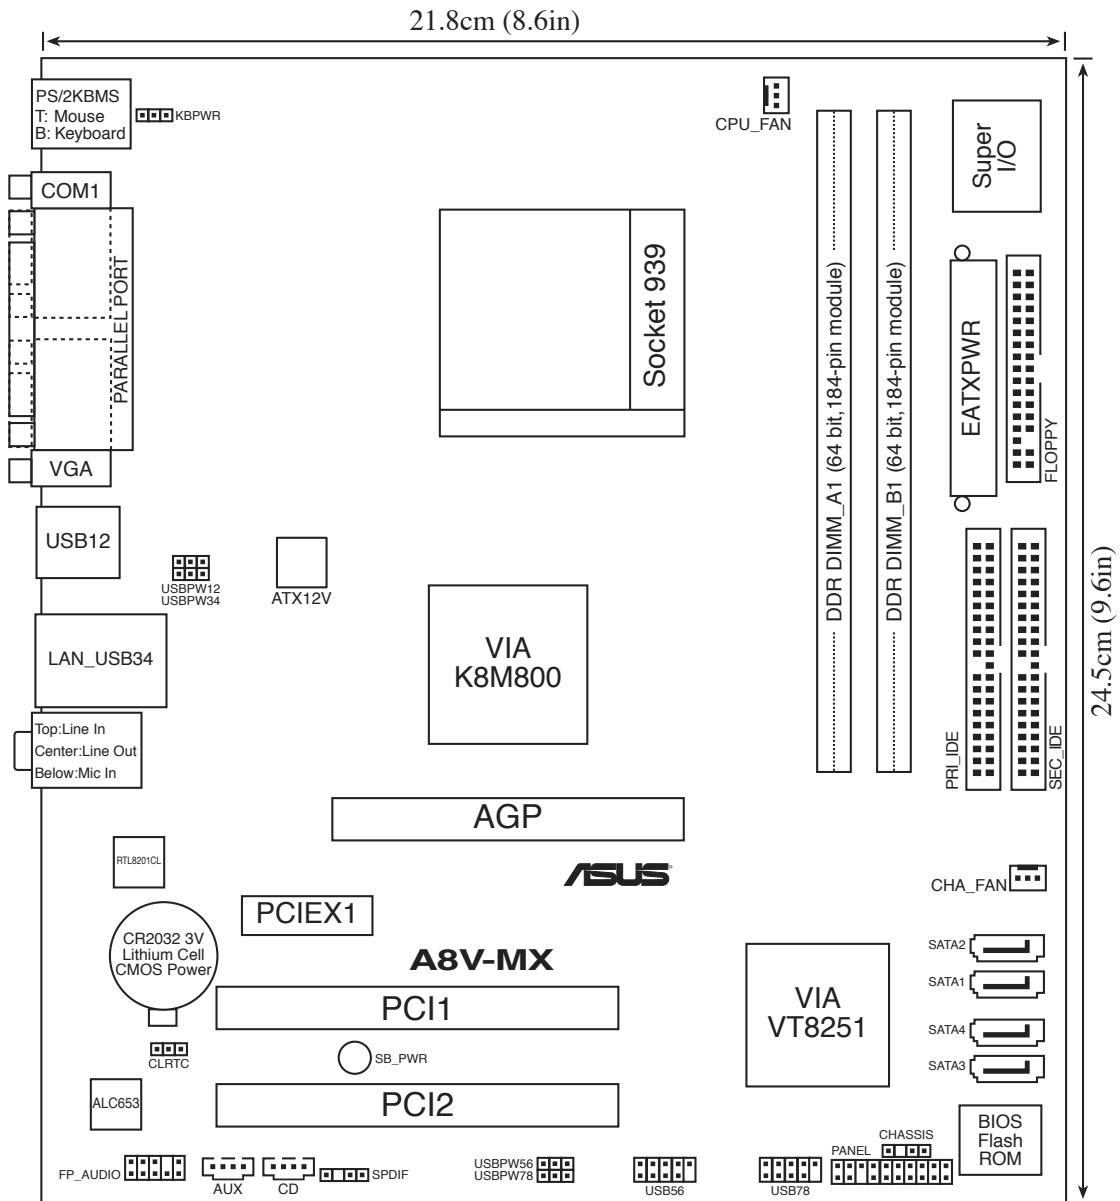 21.8cm (8.6in)
PS/2KBMS
T: Mouse
B: Keyboard
KBPWR
CPU_FAN
Super
I/O
COM1
PARALLEL PORT
VGA
Socket 939
DDR DIMM_A1 (64 bit,184-pin module)
DDR DIMM_B1 (64 bit,184-pin module)
EATXPWR
FLOPPY
24.5cm (9.6in)
USB12
USBPW12
USBPW34
ATX12V
LAN_USB34
VIA
K8M800
Top:Line In
Center:Line Out
Below:Mic In
PRI_IDE
SEC_IDE
AGP
RTL8201CL
ASUS
CHA_FAN
PCIEX1
CR2032 3V
Lithium Cell
CMOS Power
A8V-MX
SATA2
SATA1
SATA4
SATA3
VIA
VT8251
PCI1
CLRTC
SB_PWR
ALC653
PCI2
BIOS
Flash
ROM
CHASSIS
PANEL
FP_AUDIO
AUX
CD
SPDIF
USBPW56
USBPW78
USB56
USB78